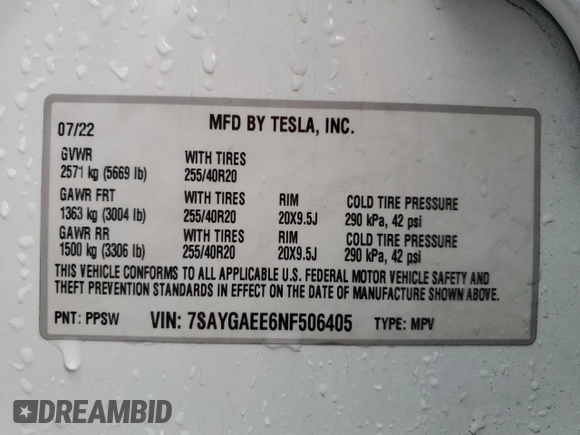 07/22 MFD BY TESLA, INC.
GVWR WITH TIRES
2571 kg (5669 lb) 255/40R20
GAWR FRT WITH TIRES RIM COLD TIRE PRESSURE
1363 kg (3004 lb) 255/40R20 20X9.5J 290 kPa, 42 psi
GAWR RR WITH TIRES RIM COLD TIRE PRESSURE
1500 kg (3306 lb) 255/40R20 20X9.5J 290 kPa, 42 psi
THIS VEHICLE CONFORMS TO ALL APPLICABLE U.S. FEDERAL MOTOR VEHICLE SAFETY AND
THEFT PREVENTION STANDARDS IN EFFECT ON THE DATE OF MANUFACTURE SHOWN ABOVE.
PNT: PPSW VIN: 7SAYGAEE6NF506405 TYPE: MPV
DREAMBID